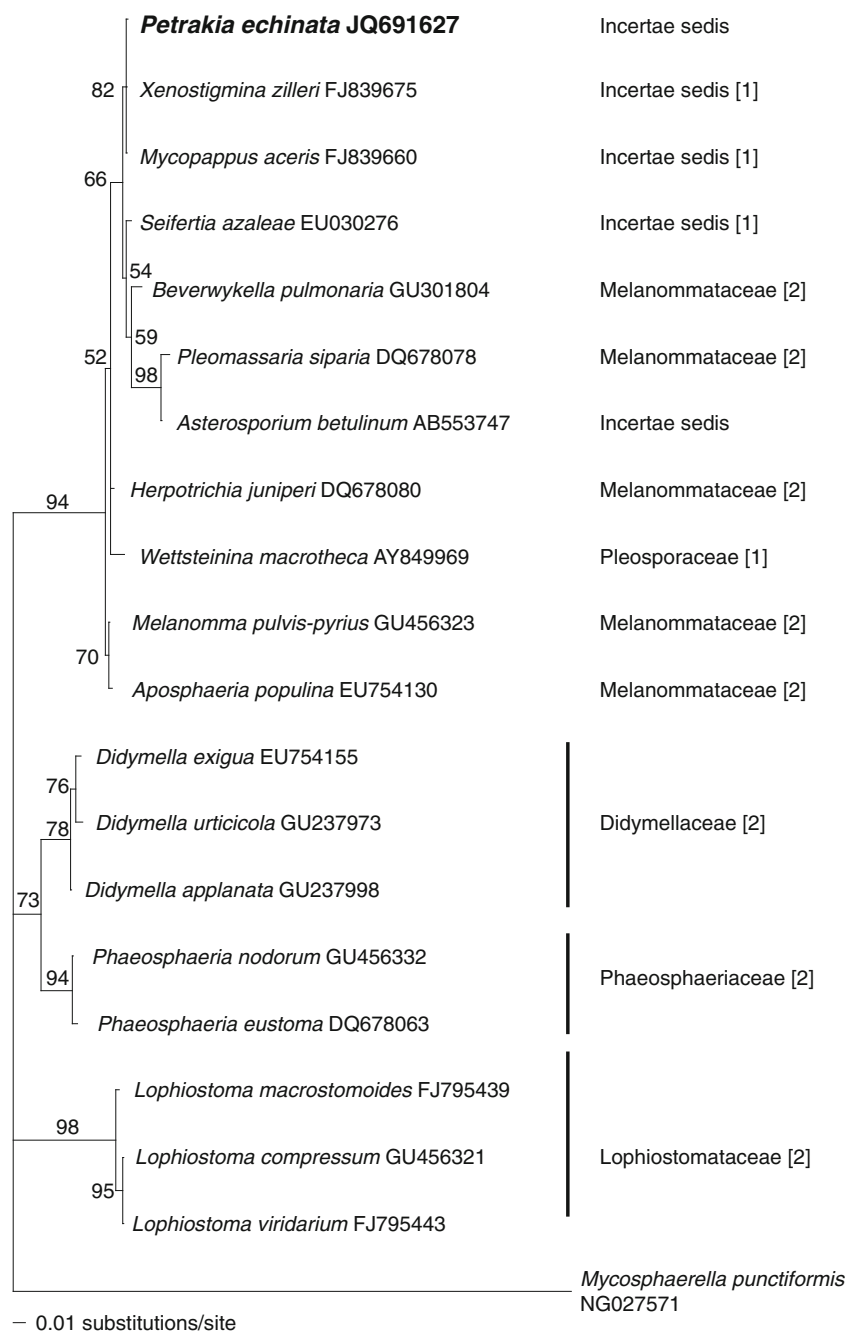 Petrakia echinata JQ691627 Incertae sedis
82
Xenostigmina zilleri FJ839675 Incertae sedis [1]
Mycopappus aceris FJ839660 Incertae sedis [1]
66
Seifertia azaleae EU030276 Incertae sedis [1]
54
Beverwykella pulmonaria GU301804 Melanommataceae [2]
59
52
Pleomassaria siparia DQ678078 Melanommataceae [2]
98
Asterosporium betulinum AB553747 Incertae sedis
Herpotrichia juniperi DQ678080 Melanommataceae [2]
94
Wettsteinina macrotheca AY849969 Pleosporaceae [1]
Melanomma pulvis-pyrius GU456323 Melanommataceae [2]
70
Aposphaeria populina EU754130 Melanommataceae [2]
Didymella exigua EU754155
76
Didymella urticicola GU237973 Didymellaceae [2]
78
Didymella applanata GU237998
73
Phaeosphaeria nodorum GU456332
94
Phaeosphaeriaceae [2]
Phaeosphaeria eustoma DQ678063
Lophiostoma macrostomoides FJ795439
98
Lophiostoma compressum GU456321 Lophiostomataceae [2]
95
Lophiostoma viridarium FJ795443
Mycosphaerella punctiformis
NG027571
0.01 substitutions/site